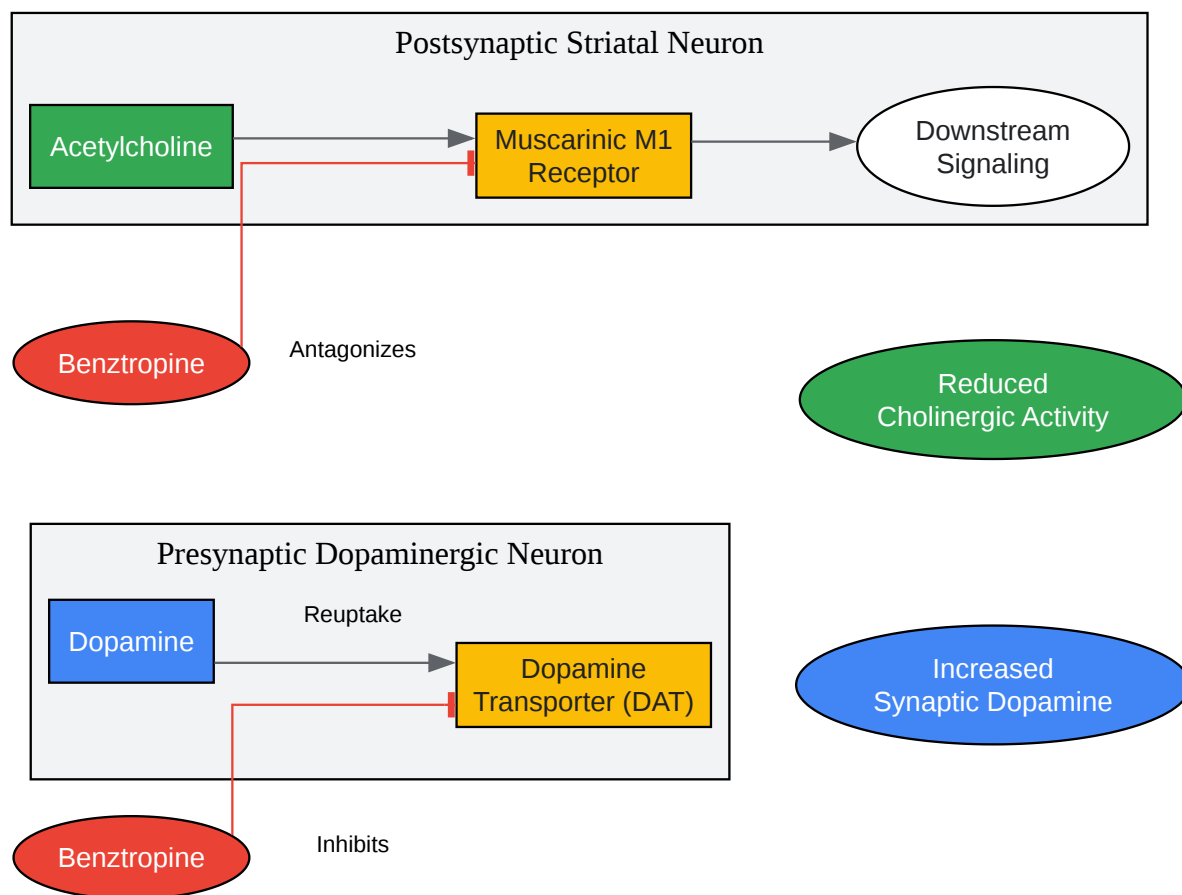 Postsynaptic Striatal Neuron
Acetylcholine
Muscarinic M1
Receptor
Downstream
Signaling
Benztropine
Antagonizes
Reduced
Cholinergic Activity
Presynaptic Dopaminergic Neuron
Dopamine
Reuptake
Dopamine
Transporter (DAT)
Increased
Synaptic Dopamine
Benztropine
Inhibits